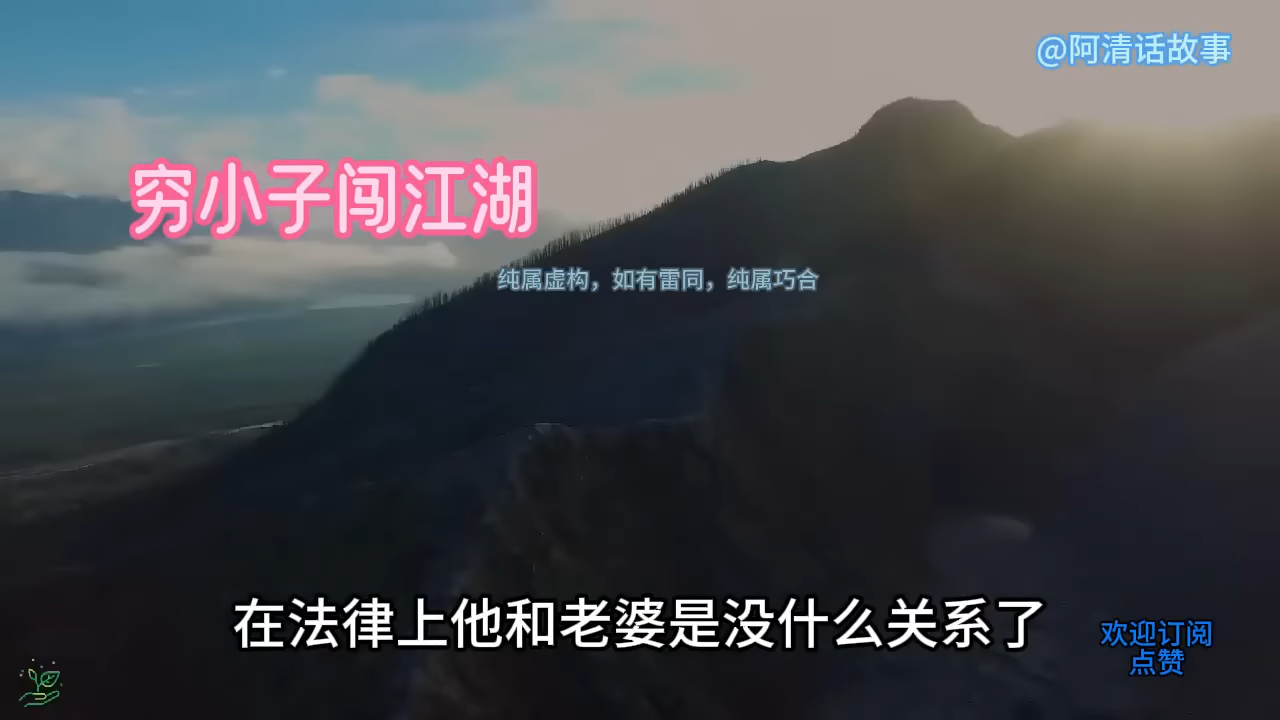 @阿清话故事
穷小子闯江湖
纯属虚构，如有雷同，纯属巧合
在法律上他和老婆是没什么关系了
欢迎订阅
点赞